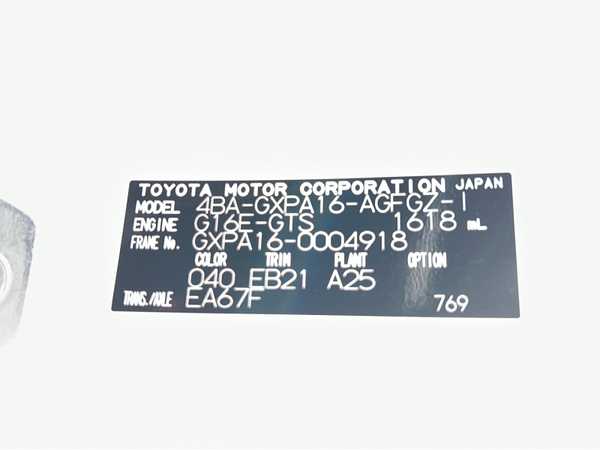 TOYOTA MOTOR CORPORATION JAPAN
MODEL 4BA-GXPA16-AGFGZ-I
ENGINE G16E-GTS 1618 mL
FRAME No. GXPA16-0004918
COLOR TRIM PLANT OPTION
040 EB21 A25
TRANS./AXLE EA67F 769